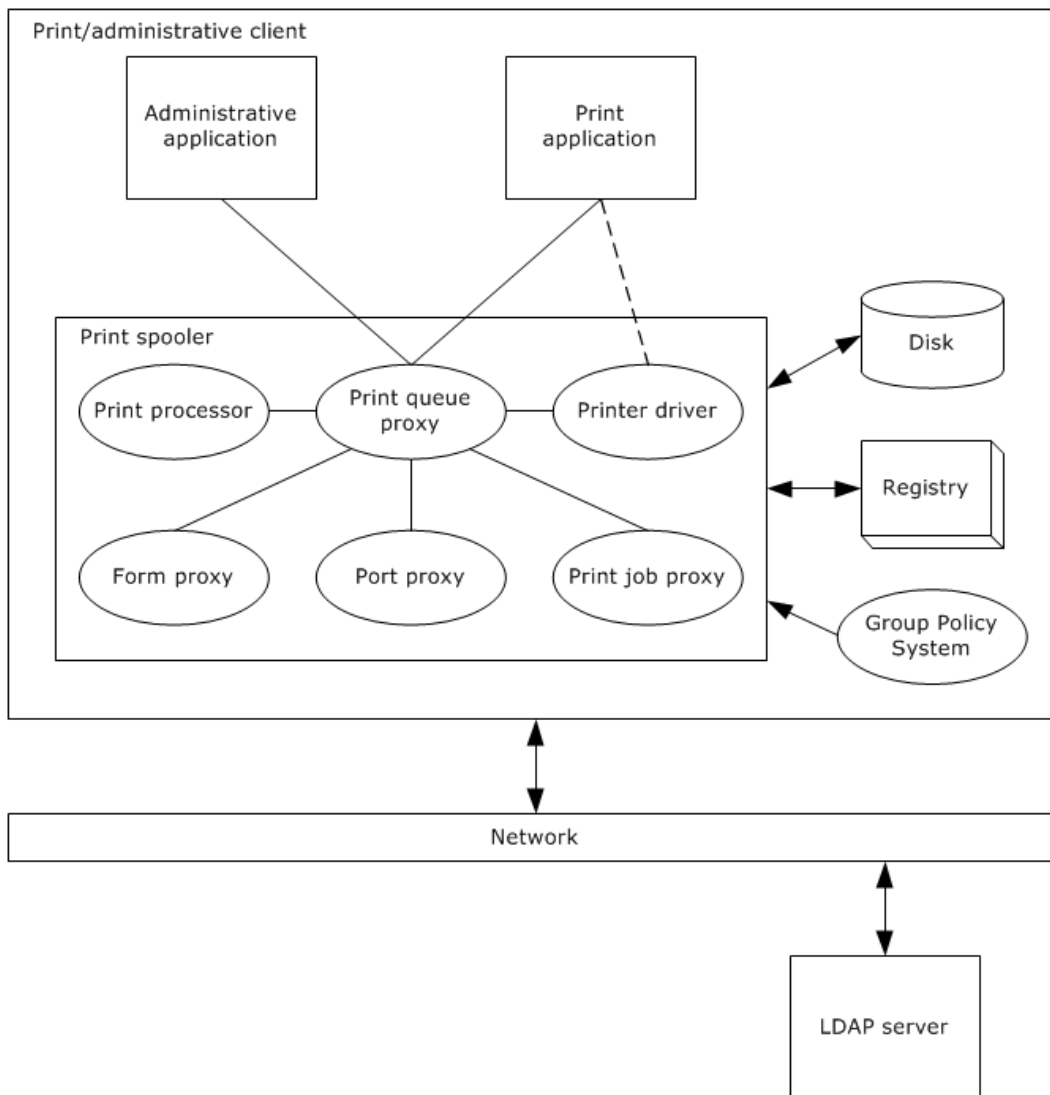 Print/administrative client
Administrative
application
Print
application
Print spooler
Disk
Print processor
Print queue
proxy
Printer driver
Registry
Form proxy
Port proxy
Print job proxy
Group Policy
System
Network
LDAP server